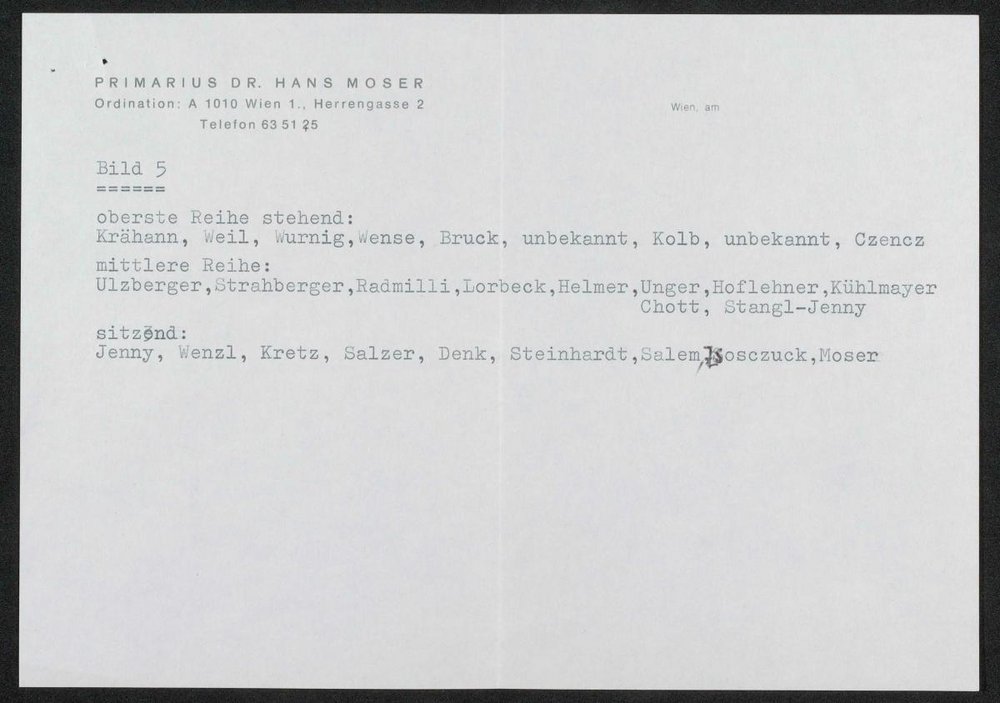 PRIMARIUS DR. HANS MOSER
Ordination: A 1010 Wien 1., Herrengasse 2
Wien, am
Telefon 63 51 25
Bild 5
======
oberste Reihe stehend:
Krähann, Weil, Wurnig,Wense, Bruck, unbekannt, Kolb, unbekannt, Czencz
mittlere Reihe:
Ulzberger,Strahberger,Radmilli,Lorbeck,Helmer,Unger,Hoflehner,Kühlmayer
Chott, Stangl-Jenny
sitzend:
Jenny, Wenzl, Kretz, Salzer, Denk, Steinhardt,Salem, Kosczuck,Moser